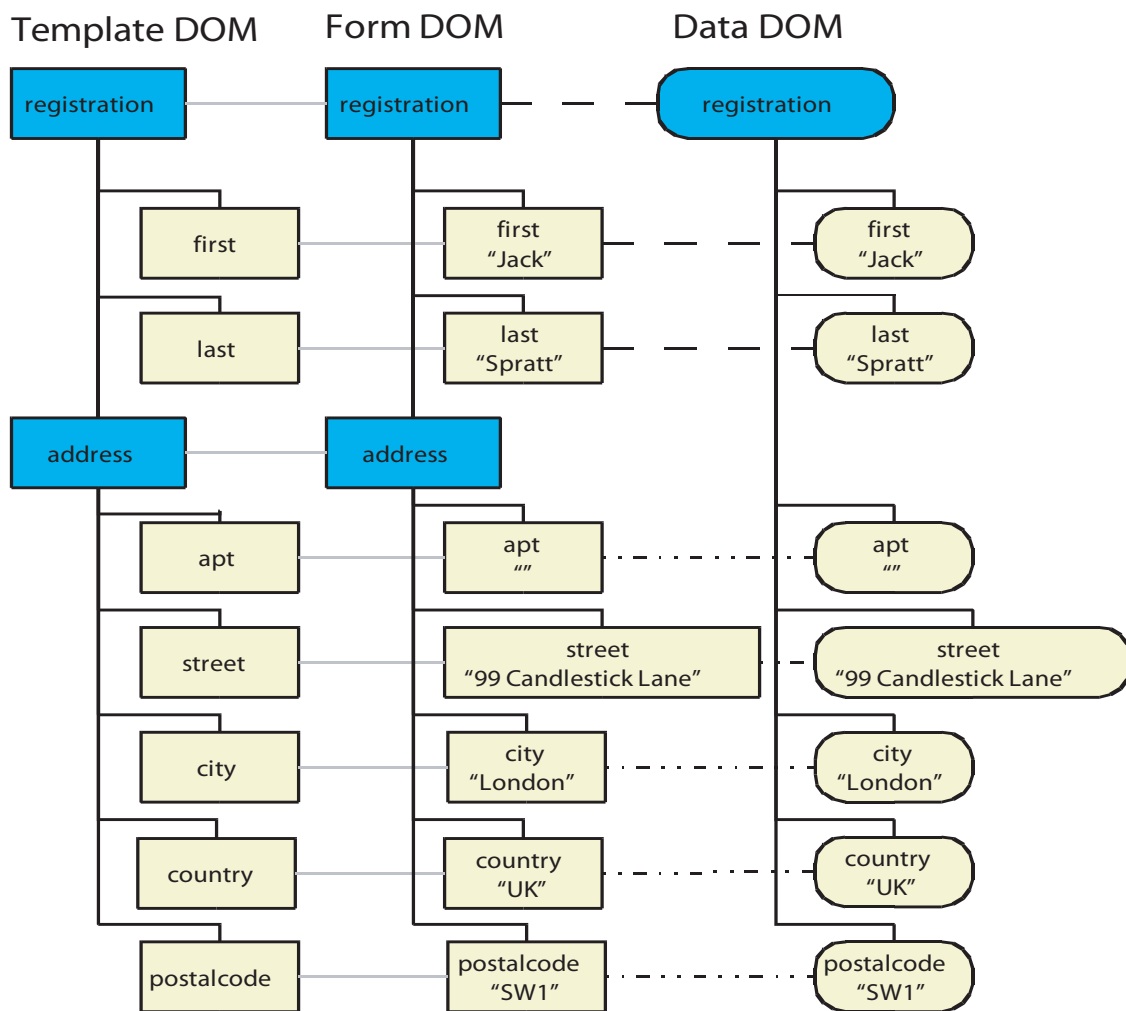 Template DOM Form DOM Data DOM
registration registration registration
first first first
“Jack” “Jack”
last last last
“Spratt” “Spratt”
address address
apt apt apt
“” “”
street street street
“99 Candlestick Lane” “99 Candlestick Lane”
city city city
“London” “London”
country country country
“UK” “UK”
postalcode postalcode postalcode
“SW1” “SW1”